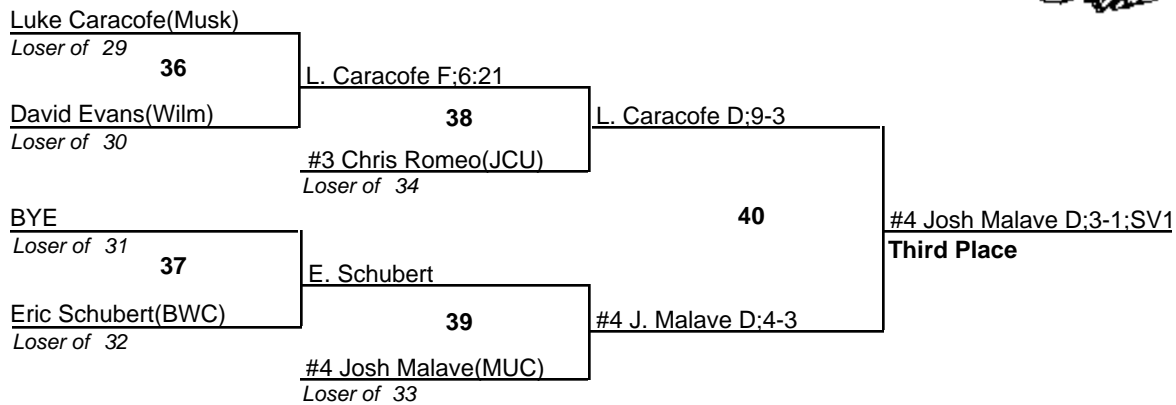 Luke Caracofe(Musk)
Loser of 29
36
L. Caracofe F;6:21
David Evans(Wilm)
Loser of 30
38
L. Caracofe D;9-3
#3 Chris Romeo(JCU)
Loser of 34
BYE
Loser of 31
40
#4 Josh Malave D;3-1;SV1
Third Place
37
E. Schubert
Eric Schubert(BWC)
Loser of 32
39
#4 J. Malave D;4-3
#4 Josh Malave(MUC)
Loser of 33